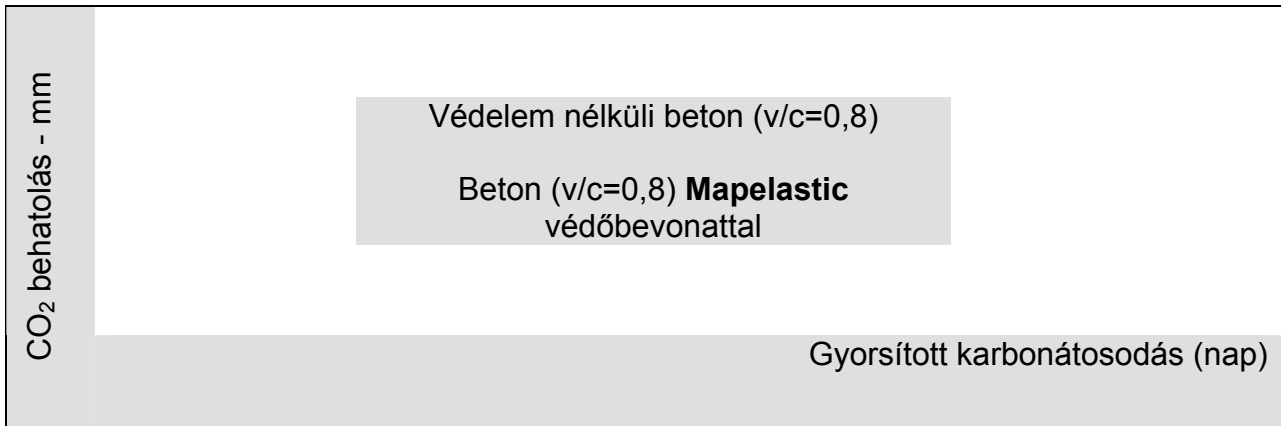 CO₂ behatolás - mm
Védelem nélküli beton (v/c=0,8)
Beton (v/c=0,8) Mapelastic
védőbevonattal
Gyorsított karbonátosodás (nap)